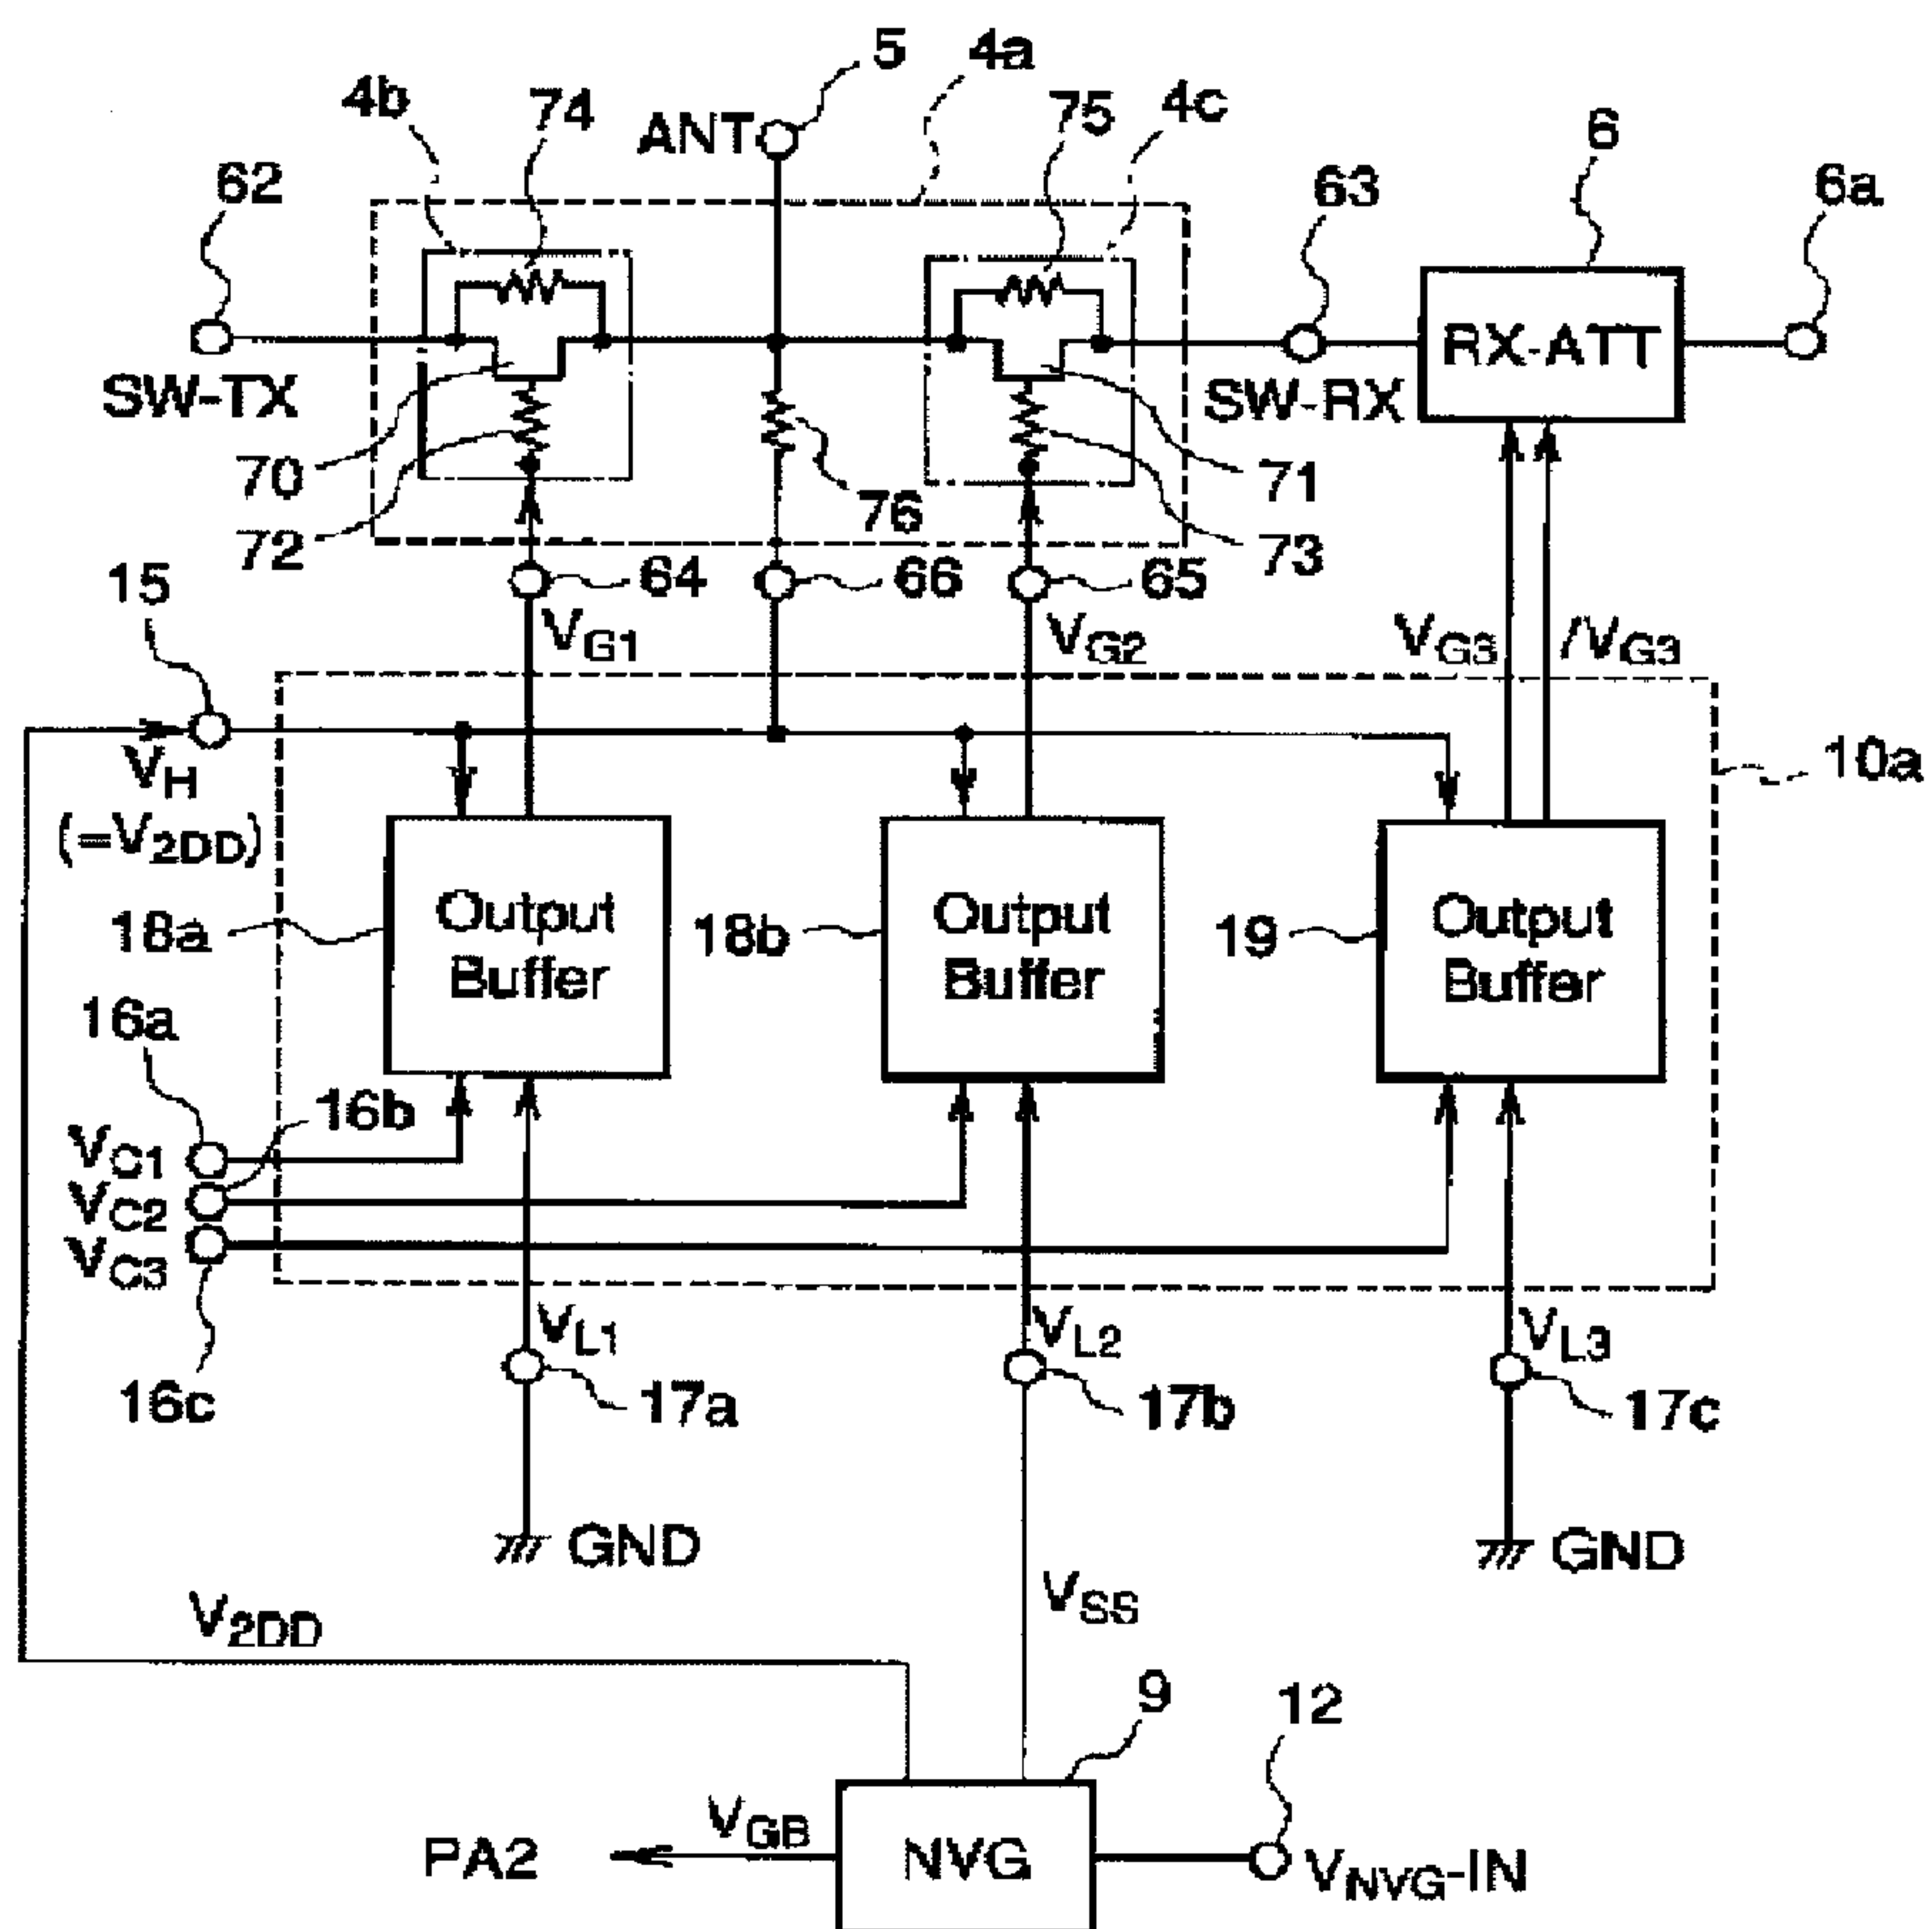 5
4a
4b
74
ANT
75
4c
6
62
63
6a
RX-ATT
SW-TX
SW-RX
70
71
76
72
73
15
64
66
65
VG1
VG2
VG3
/VG3
VH
(=V2DD)
10a
18a
Output
Buffer
18b
Output
Buffer
19
Output
Buffer
16a
16b
VC1
VC2
VC3
16c
VL1
VL2
VL3
17a
17b
17c
GND
GND
V2DD
VSS
9
12
PA2
VGB
NVG
VNVG-IN